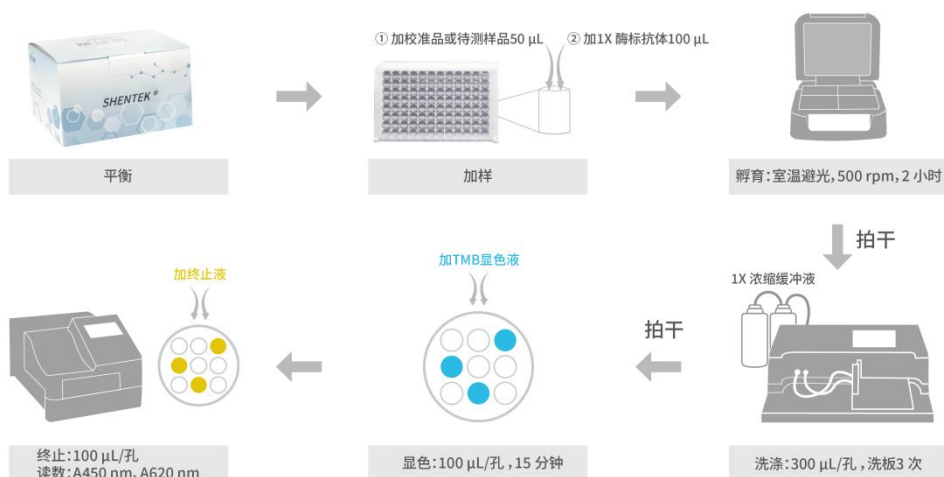 SHENTEK ®
平衡
① 加校准品或待测样品50 μL
② 加1X 酶标抗体100 μL
加样
孵育:室温避光,500 rpm,2 小时
拍干
1X 浓缩缓冲液
洗涤:300 μL/孔,洗板3 次
拍干
加TMB显色液
显色:100 μL/孔,15 分钟
加终止液
终止:100 μL/孔
读数:A450 nm、A620 nm